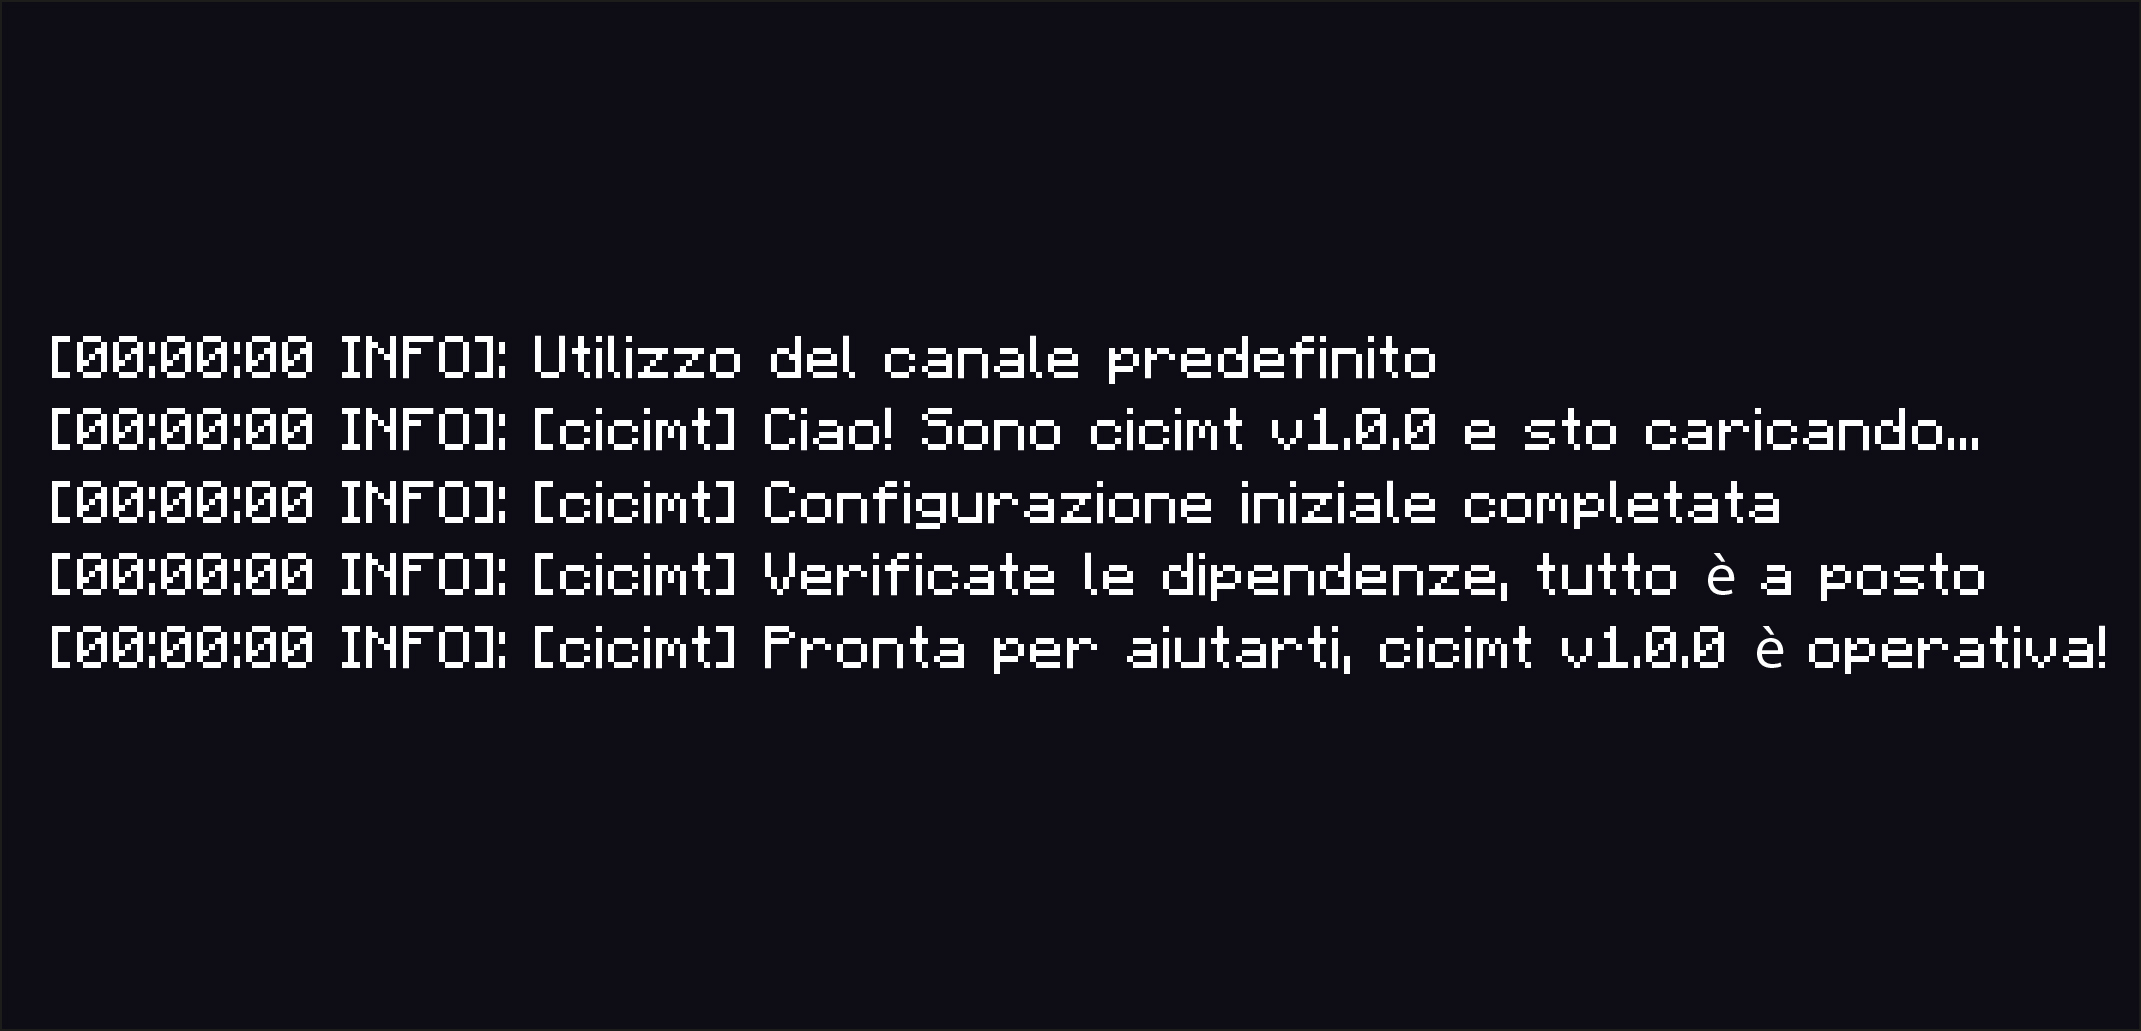 [00:00:00 INFO]: Utilizzo del canale predefinito
[00:00:00 INFO]: [cicimt] Ciao! Sono cicimt v1.0.0 e sto caricando...
[00:00:00 INFO]: [cicimt] Configurazione iniziale completata
[00:00:00 INFO]: [cicimt] Verificate le dipendenze, tutto è a posto
[00:00:00 INFO]: [cicimt] Pronta per aiutarti, cicimt v1.0.0 è operativa!